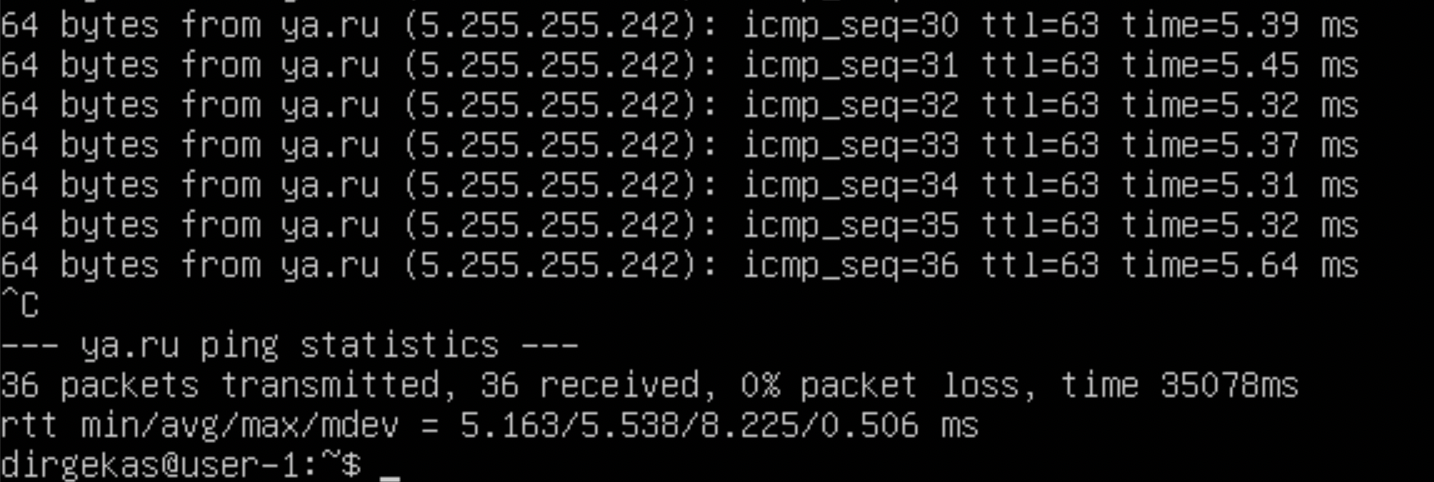 64 bytes from ya.ru (5.255.255.242): icmp_seq=30 ttl=63 time=5.39 ms
64 bytes from ya.ru (5.255.255.242): icmp_seq=31 ttl=63 time=5.45 ms
64 bytes from ya.ru (5.255.255.242): icmp_seq=32 ttl=63 time=5.32 ms
64 bytes from ya.ru (5.255.255.242): icmp_seq=33 ttl=63 time=5.37 ms
64 bytes from ya.ru (5.255.255.242): icmp_seq=34 ttl=63 time=5.31 ms
64 bytes from ya.ru (5.255.255.242): icmp_seq=35 ttl=63 time=5.32 ms
64 bytes from ya.ru (5.255.255.242): icmp_seq=36 ttl=63 time=5.64 ms
^C
--- ya.ru ping statistics ---
36 packets transmitted, 36 received, 0% packet loss, time 35078ms
rtt min/avg/max/mdev = 5.163/5.538/8.225/0.506 ms
dirgekas@user-1:~$ _